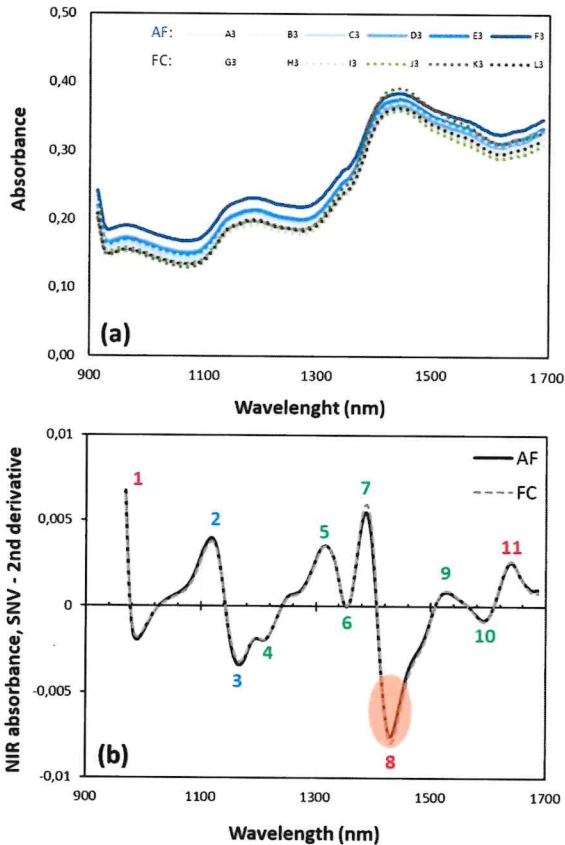 0,50
AF: A3 B3 C3 D3 E3 F3
FC: G3 H3 I3 J3 K3 L3
0,40
0,30
0,20
0,10
0,00
Absorbance
(a)
900 1100 1300 1500 1700
Wavelenght (nm)
0,01
0,005
0
-0,005
-0,01
NIR absorbance, SNV - 2nd derivative
AF
FC
1
2
3
4
5
6
7
8
9
10
11
(b)
900 1100 1300 1500 1700
Wavelength (nm)